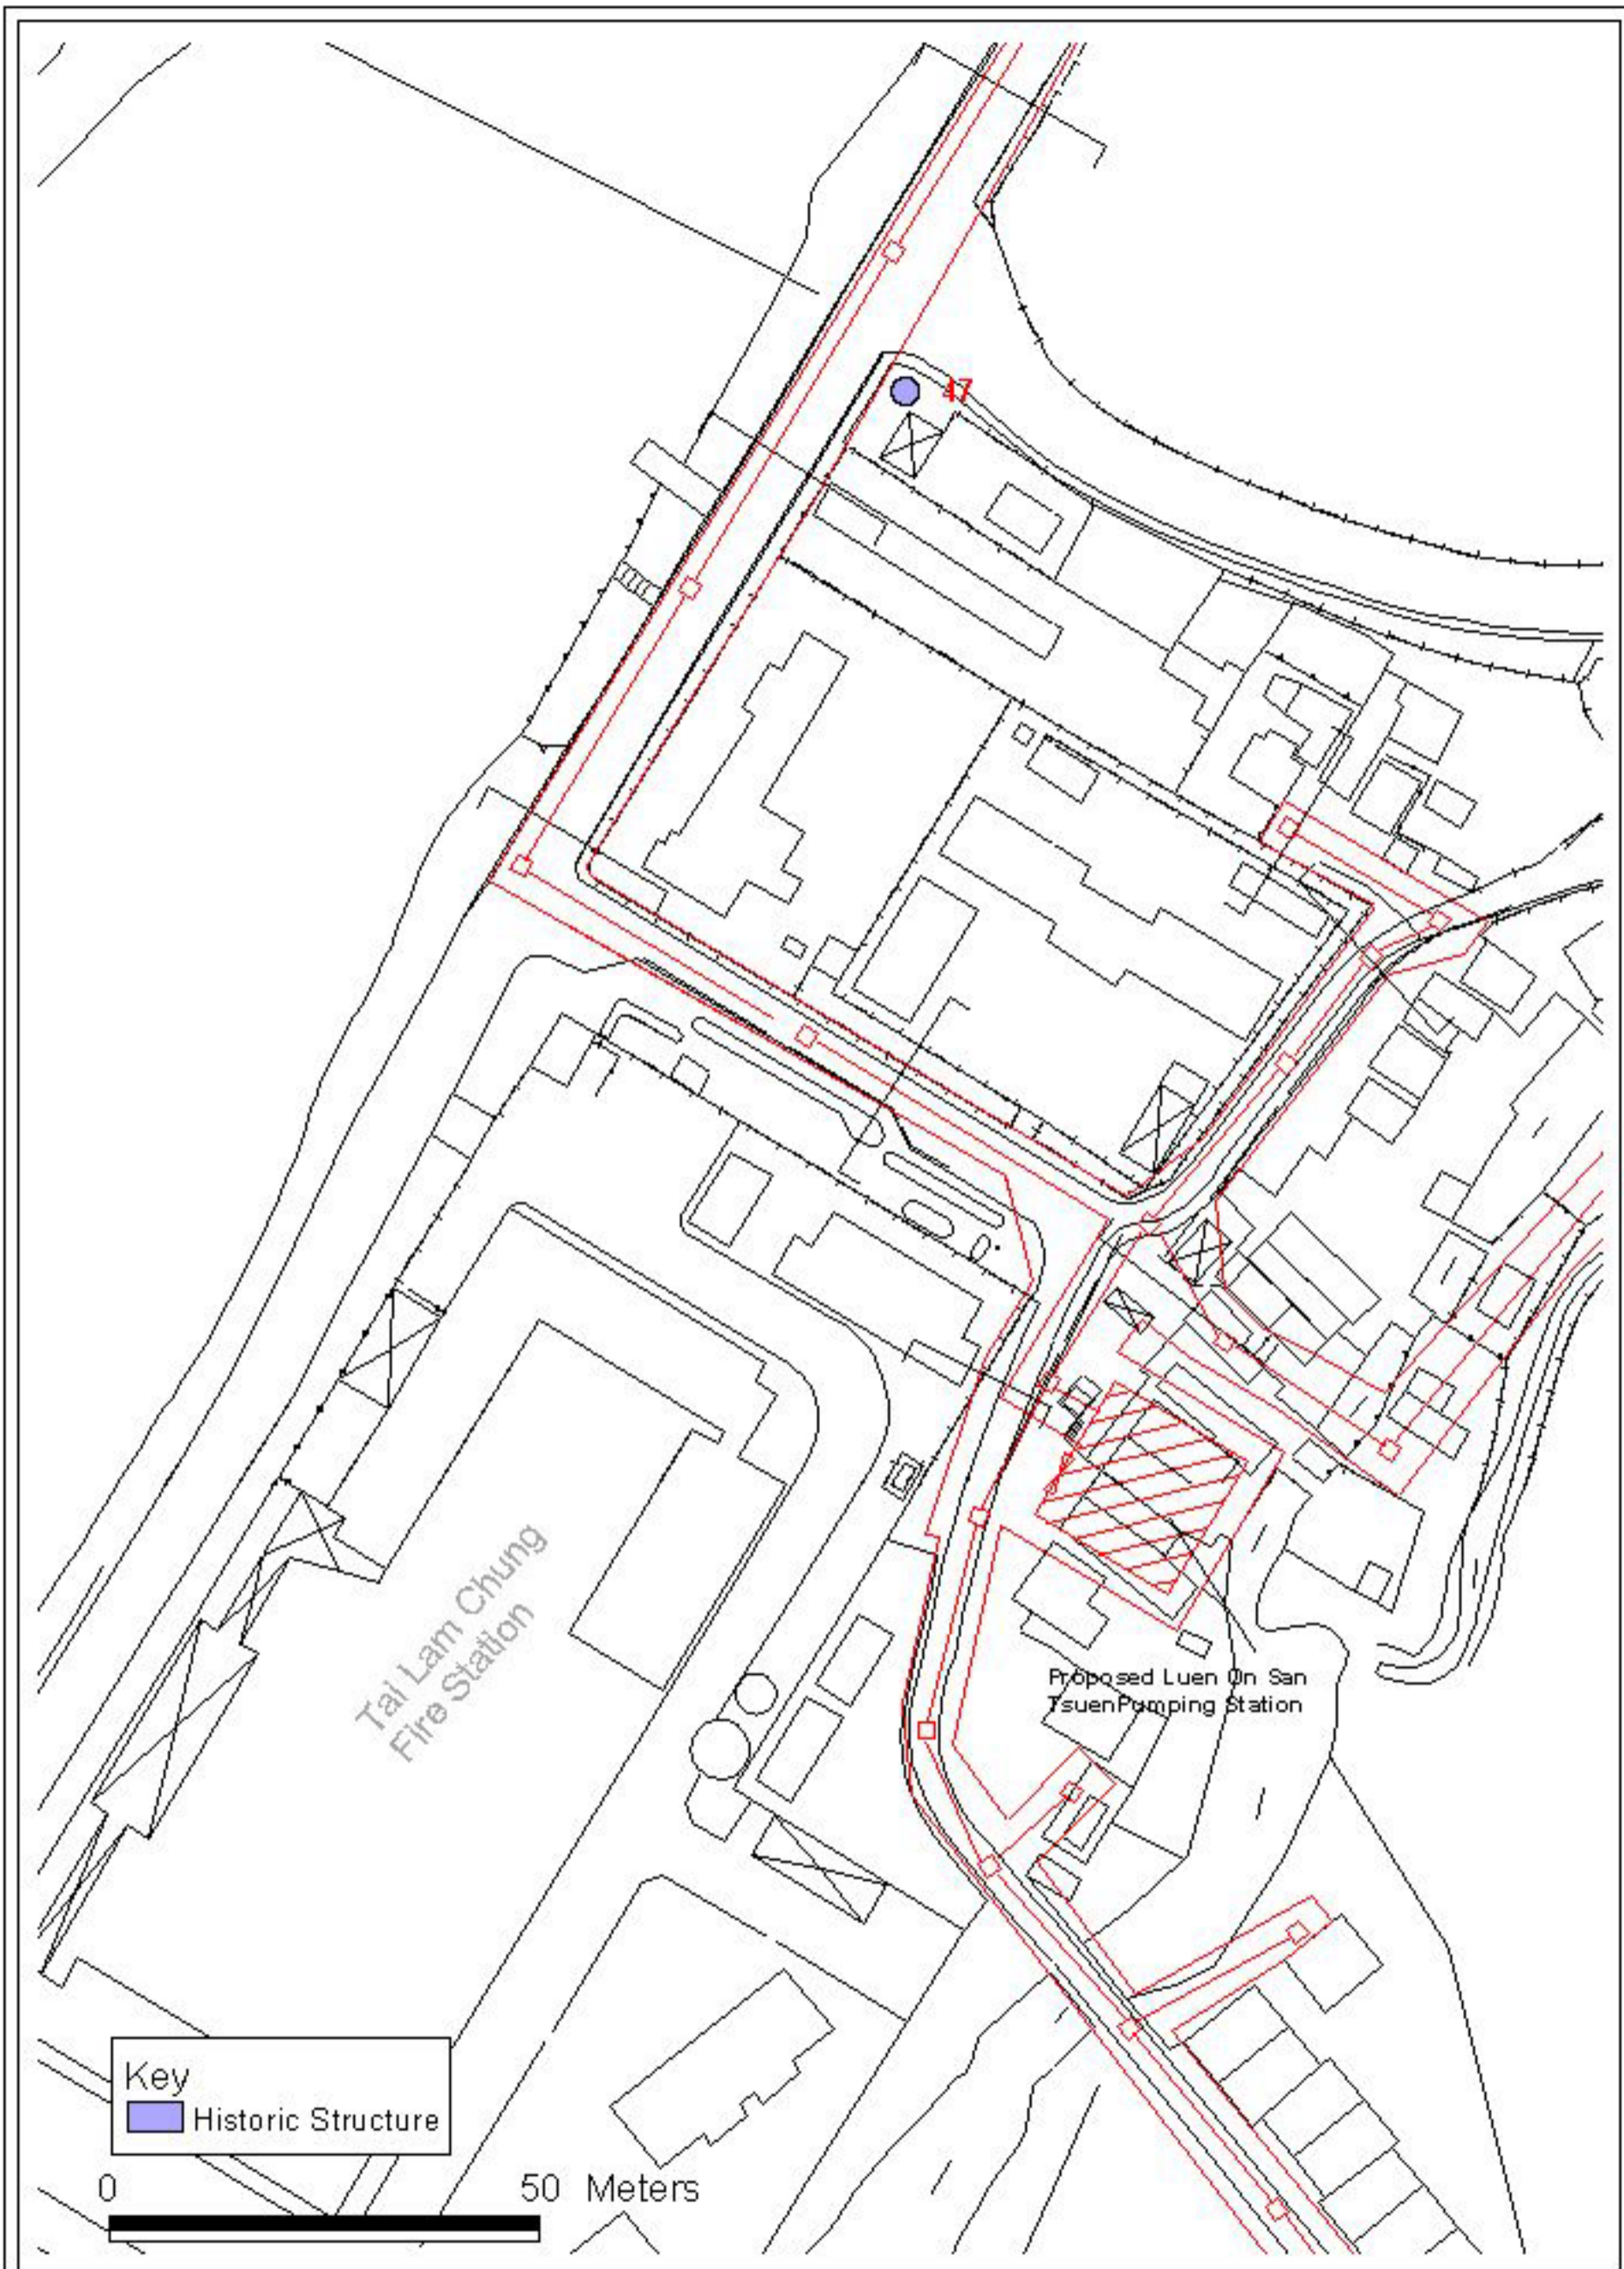 47
Tai Lam Chung
Fire Station
Proposed Luen On San
TsuenPumping Station
Key
Historic Structure
0 50 Meters